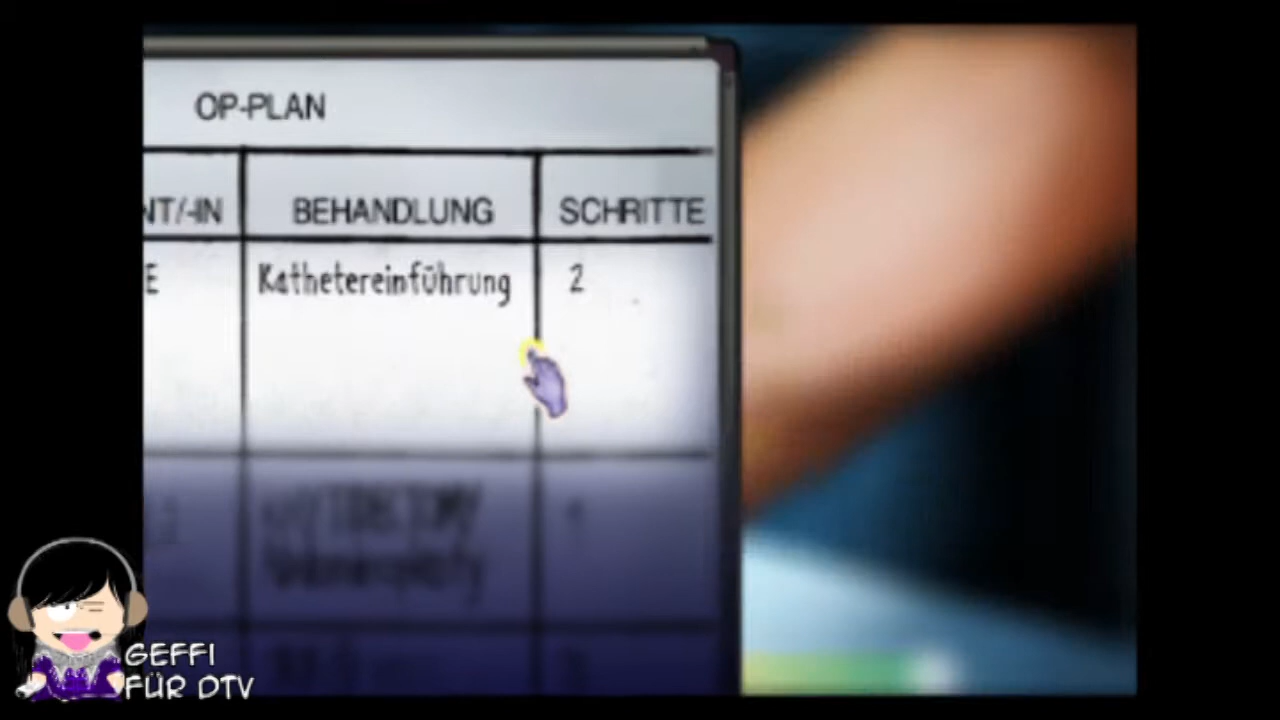 OP-PLAN
NT/-IN BEHANDLUNG SCHRITTE
E Kathetereinführung 2
GEFFI
FÜR DTV